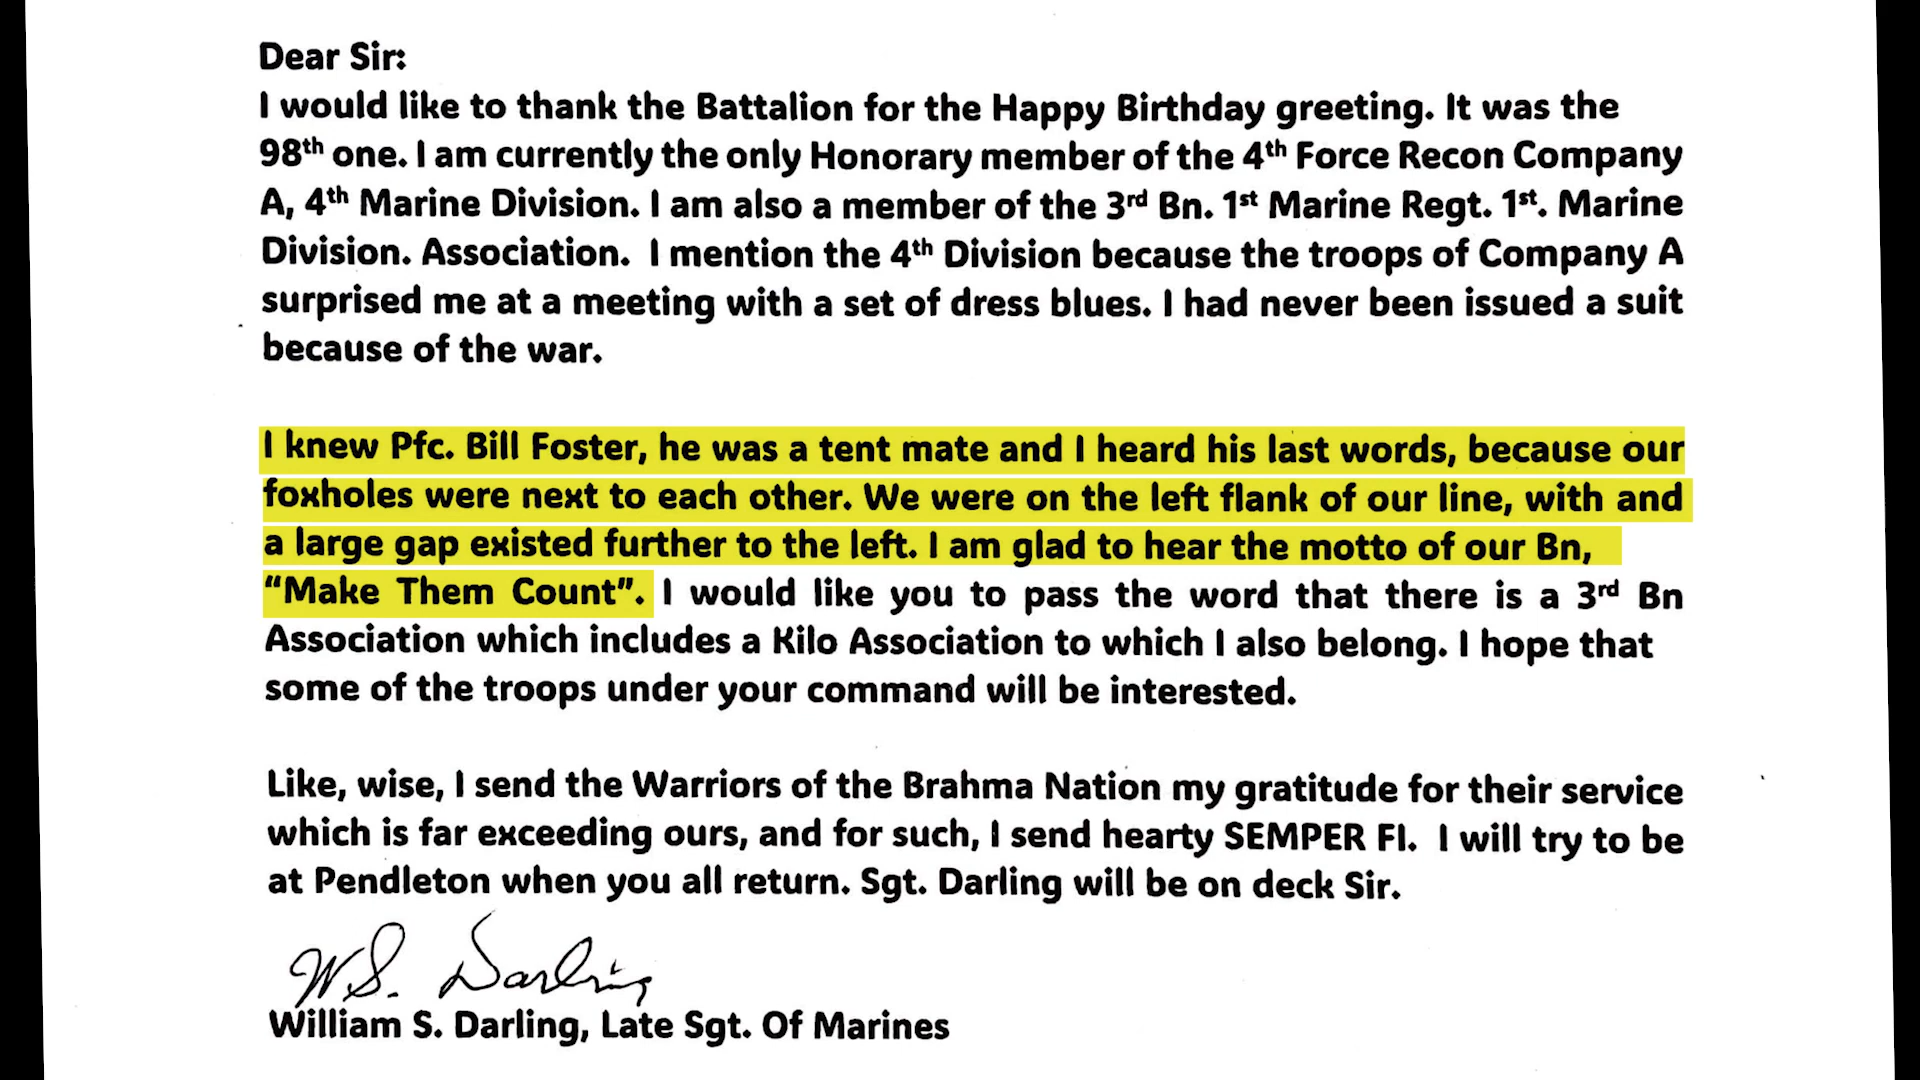 Dear Sir:
I would like to thank the Battalion for the Happy Birthday greeting. It was the
98th one. I am currently the only Honorary member of the 4th Force Recon Company
A, 4th Marine Division. I am also a member of the 3rd Bn. 1st Marine Regt. 1st. Marine
Division. Association. I mention the 4th Division because the troops of Company A
surprised me at a meeting with a set of dress blues. I had never been issued a suit
because of the war.
I knew Pfc. Bill Foster, he was a tent mate and I heard his last words, because our
foxholes were next to each other. We were on the left flank of our line, with and
a large gap existed further to the left. I am glad to hear the motto of our Bn,
“Make Them Count”. I would like you to pass the word that there is a 3rd Bn
Association which includes a Kilo Association to which I also belong. I hope that
some of the troops under your command will be interested.
Like, wise, I send the Warriors of the Brahma Nation my gratitude for their service
which is far exceeding ours, and for such, I send hearty SEMPER FI. I will try to be
at Pendleton when you all return. Sgt. Darling will be on deck Sir.
W.S. Darling
William S. Darling, Late Sgt. Of Marines